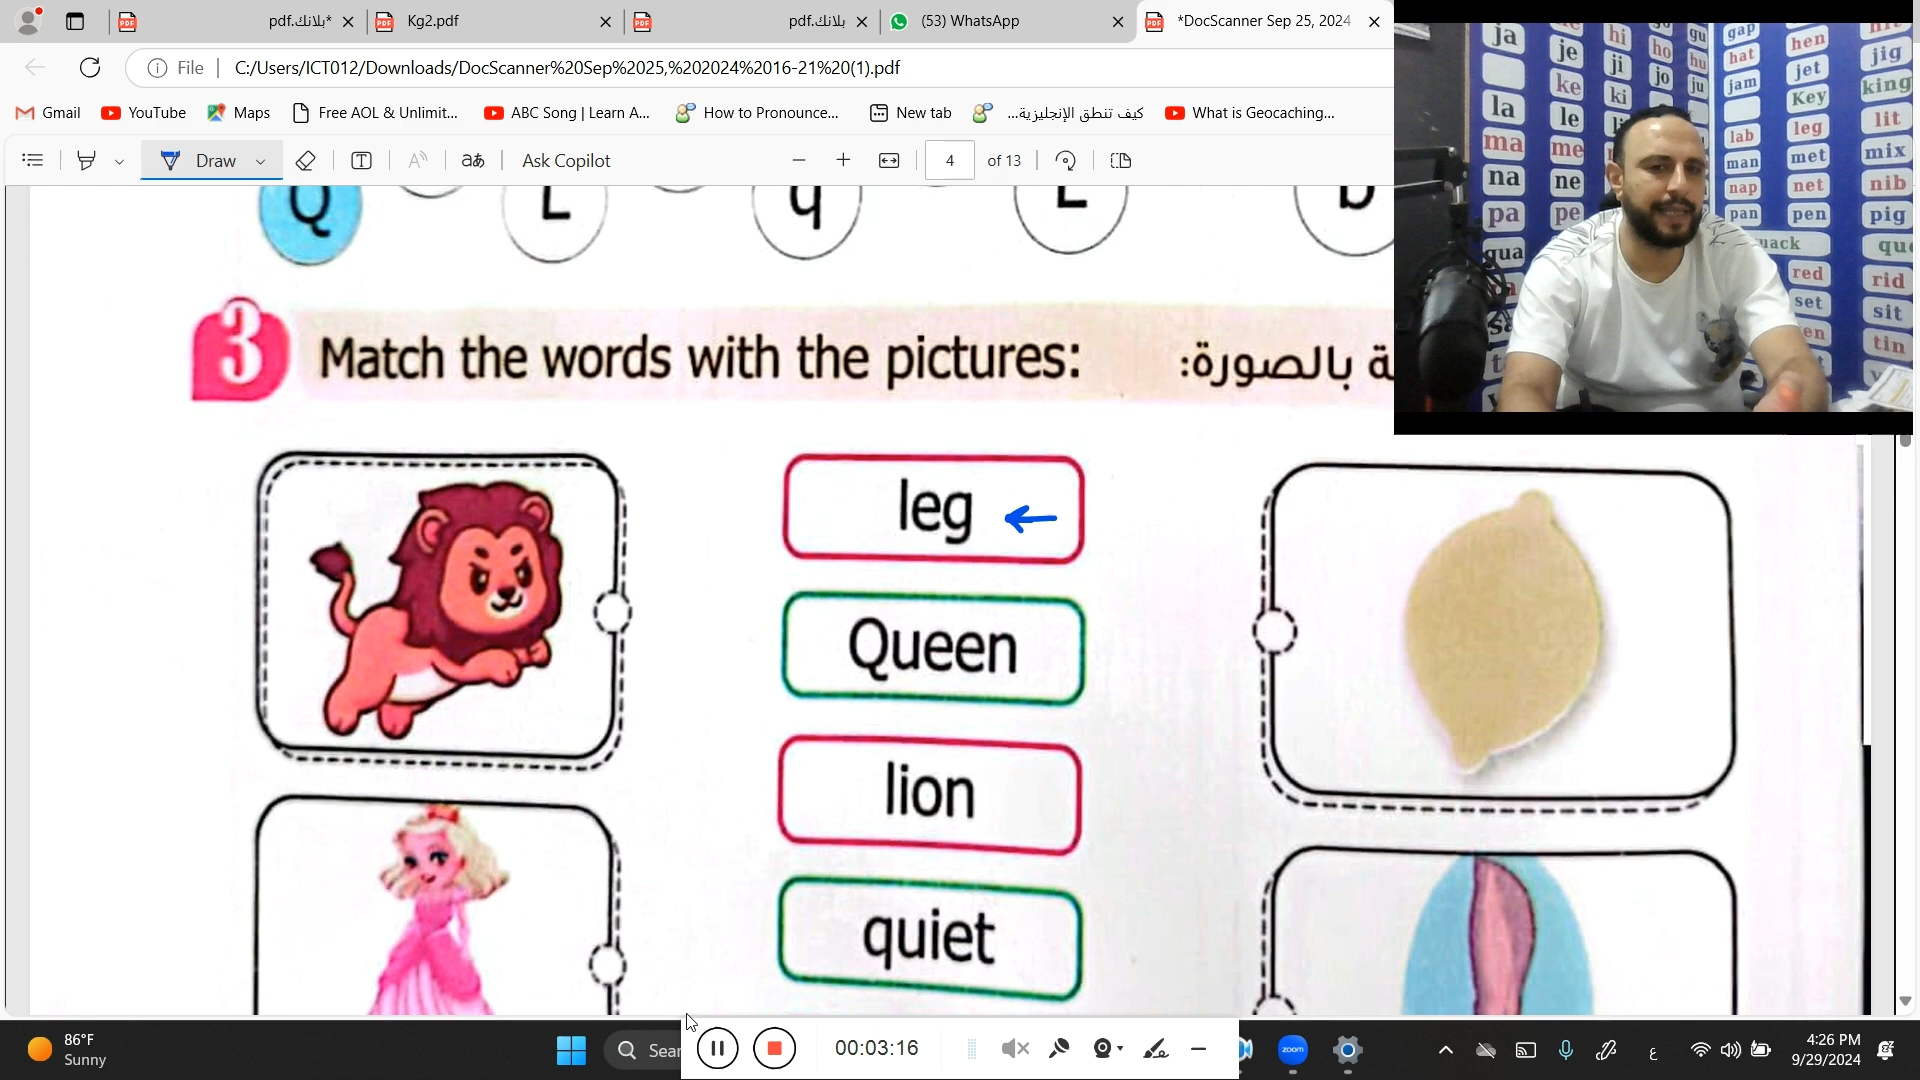 *بلانك.pdf
Kg2.pdf
بلانك.pdf
(53) WhatsApp
*DocScanner Sep 25, 2024
File
C:/Users/ICT012/Downloads/DocScanner%20Sep%2025,%202024%2016-21%20(1).pdf
Gmail
YouTube
Maps
Free AOL & Unlimit...
ABC Song | Learn A...
How to Pronounce...
New tab
كيف تنطق الإنجليزية...
What is Geocaching...
Draw
Ask Copilot
4 of 13
Q L q L
3 Match the words with the pictures:
ة بالصورة:
leg
Queen
lion
quiet
ja
la
ma
na
pa
qua
je
ke
le
me
ne
pe
hi
ji
ki
ho
jo
gu
hu
ju
gap
hat
jam
lab
man
nap
pan
hen
jet
Key
leg
met
net
pen
red
set
jig
king
lit
mix
nib
pig
rid
sit
tin
86°F
Sunny
00:03:16
zoom
ع
4:26 PM
9/29/2024